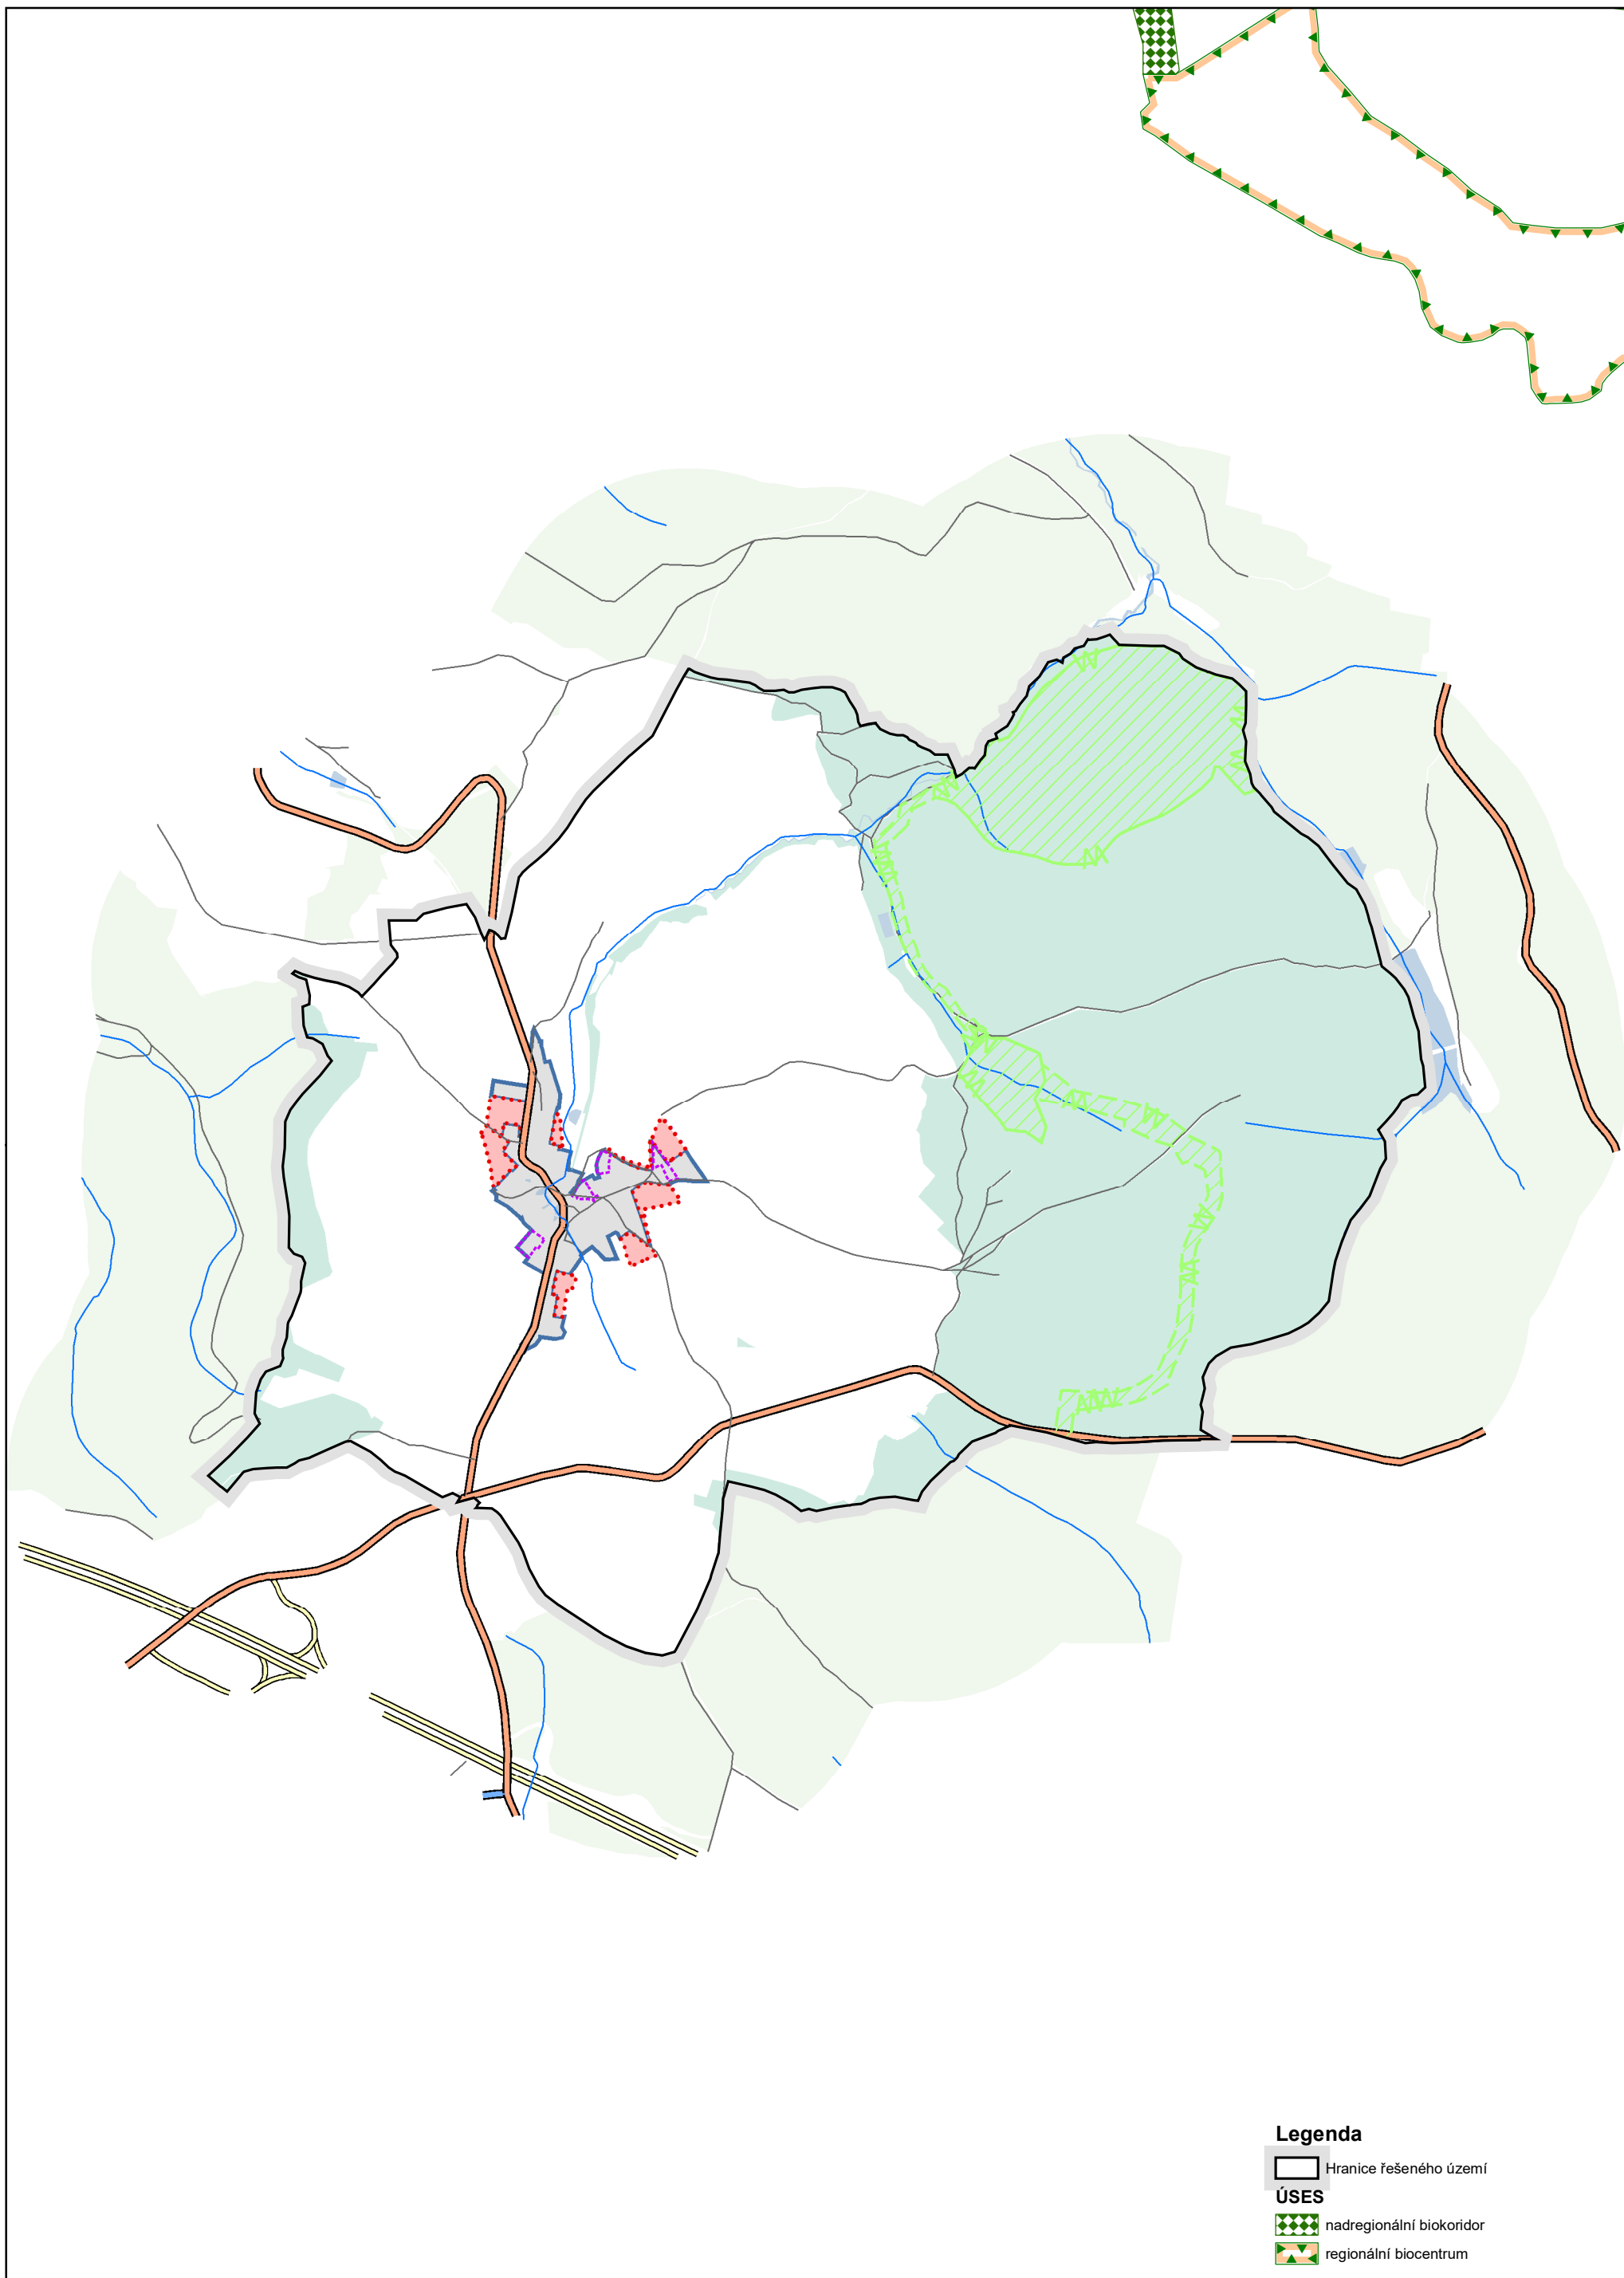 Legenda
Hranice řešeného území
ÚSES
nadregionální biokoridor
regionální biocentrum